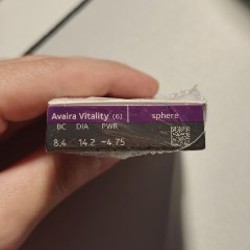 Avaira Vitality (6) sphere
BC DIA PWR
8.4 14.2 -4.75